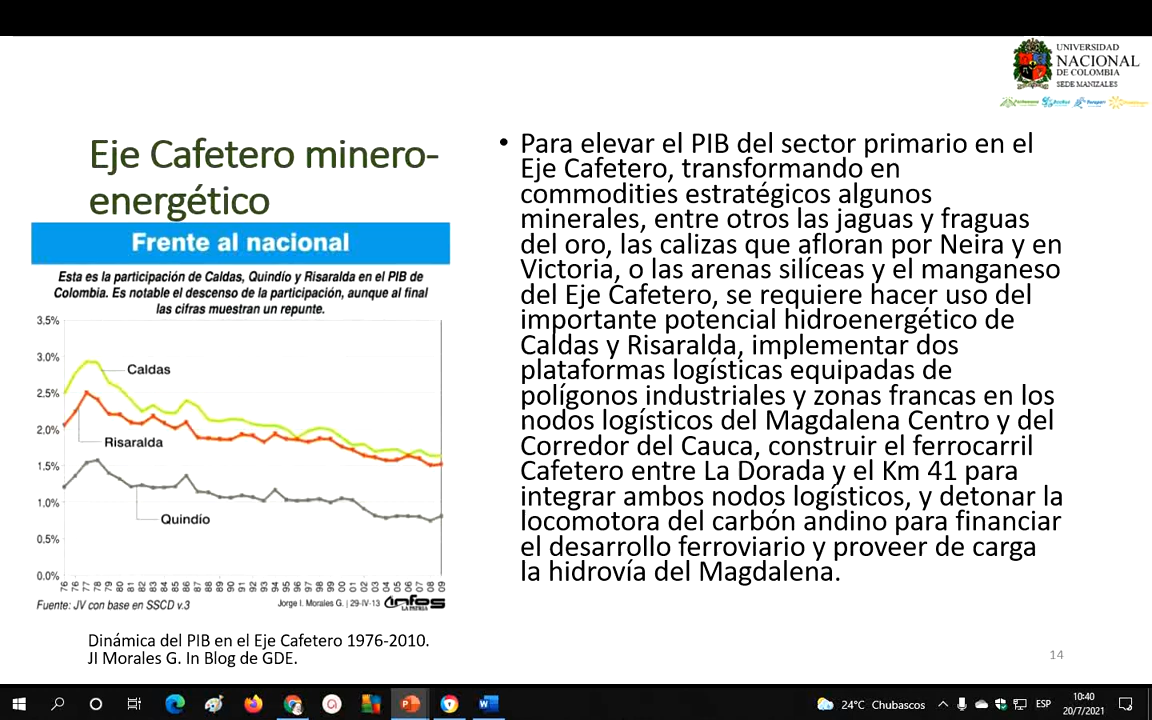 UNIVERSIDAD
NACIONAL
DE COLOMBIA
SEDE MANIZALES
Eje Cafetero minero-
energético
Frente al nacional
Esta es la participación de Caldas, Quindío y Risaralda en el PIB de
Colombia. Es notable el descenso de la participación, aunque al final
las cifras muestran un repunte.
3.5%
3.0%
2.5%
2.0%
1.5%
1.0%
0.5%
0.0%
Caldas
Risaralda
Quindío
76 76 77 78 79 80 81 82 83 84 85 86 87 88 89 90 91 92 93 94 95 96 97 98 99 00 01 02 03 04 05 06 07 08 09
Fuente: JV con base en SSCD v.3
Jorge I. Morales G. | 29-IV-13
infos
LA PATRIA
Dinámica del PIB en el Eje Cafetero 1976-2010.
JI Morales G. In Blog de GDE.
• Para elevar el PIB del sector primario en el
Eje Cafetero, transformando en
commodities estratégicos algunos
minerales, entre otros las jaguas y fraguas
del oro, las calizas que afloran por Neira y en
Victoria, o las arenas silíceas y el manganeso
del Eje Cafetero, se requiere hacer uso del
importante potencial hidroenergético de
Caldas y Risaralda, implementar dos
plataformas logísticas equipadas de
polígonos industriales y zonas francas en los
nodos logísticos del Magdalena Centro y del
Corredor del Cauca, construir el ferrocarril
Cafetero entre La Dorada y el Km 41 para
integrar ambos nodos logísticos, y detonar la
locomotora del carbón andino para financiar
el desarrollo ferroviario y proveer de carga
la hidrovía del Magdalena.
14
24°C Chubascos
ESP
10:40
20/7/2021